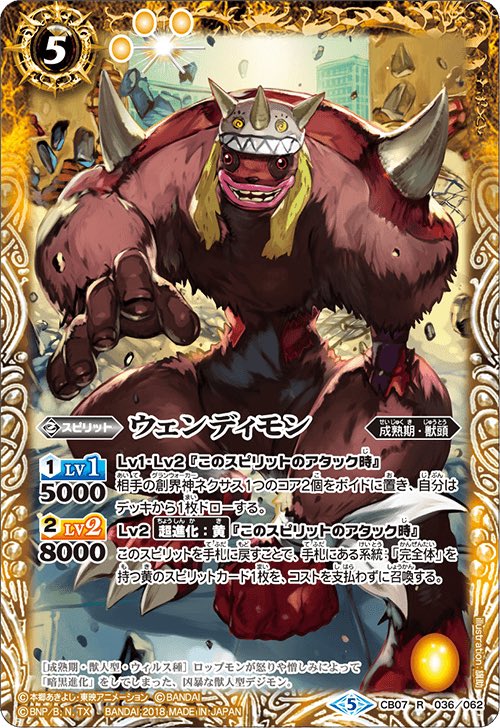 5
スピリット
ウェンディモン
成熟期・獣頭
1 LV1 5000
Lv1-Lv2『このスピリットのアタック時』
相手の創界神ネクサス1つのコア2個をボイドに置き、自分は
デッキから1枚ドローする。
2 LV2 8000
Lv2 超進化:黄『このスピリットのアタック時』
このスピリットを手札に戻すことで、手札にある系統:「完全体」を
持つ黄のスピリットカード1枚を、コストを支払わずに召喚する。
[成熟期・獣人型・ウィルス種] ロップモンが怒りや憎しみによって
「暗黒進化」をしてしまった、凶暴な獣人型デジモン。
©本郷あきよし・東映アニメーション ©BANDAI
©BNP/B, N, TX ©BANDAI 2018 MADE IN JAPAN
5 CB07 R 036/062